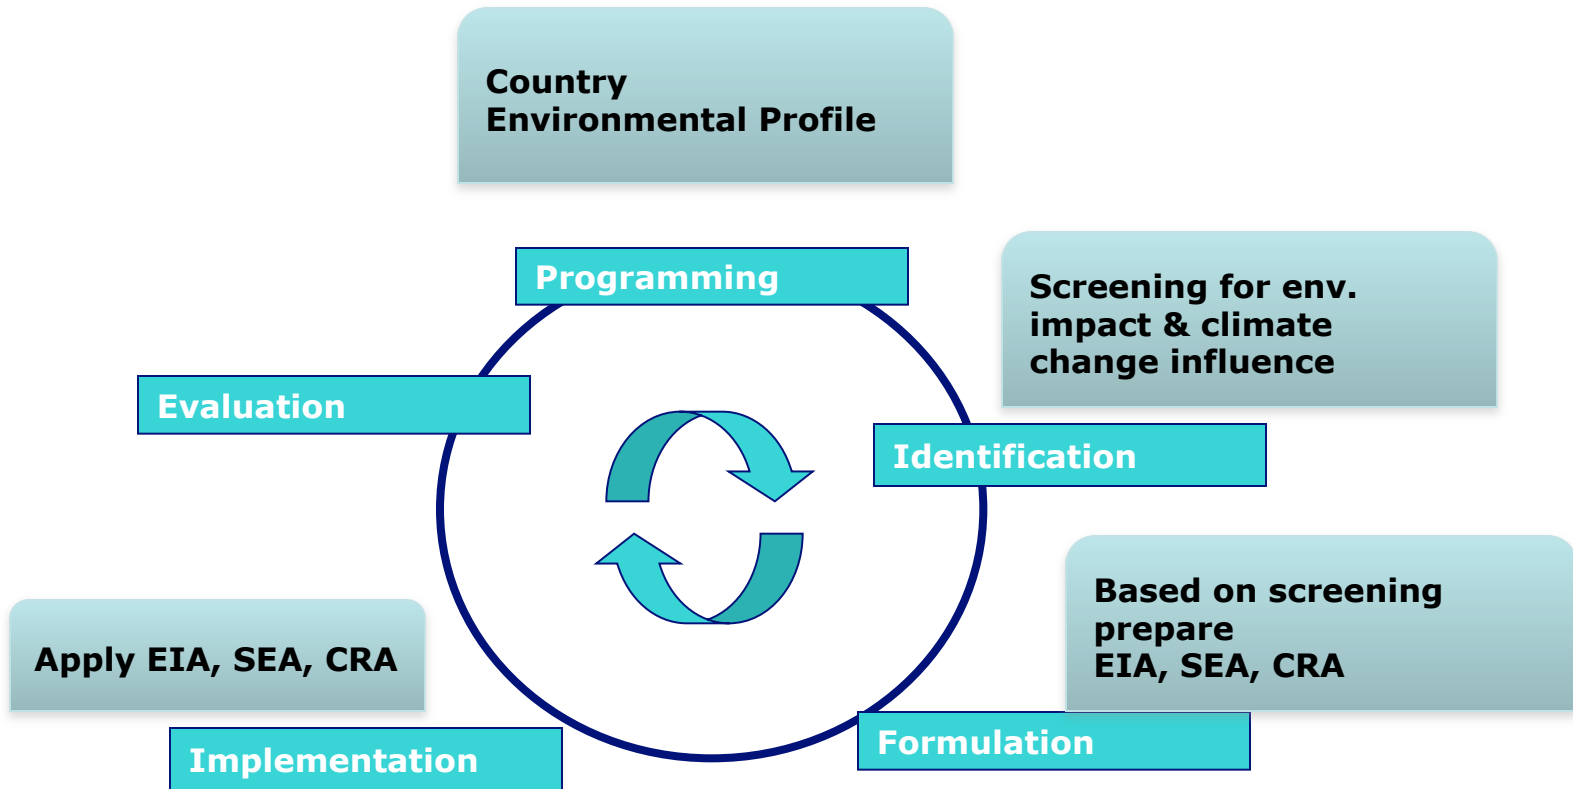 Country
Environmental Profile
Programming
Screening for env.
impact & climate
change influence
Evaluation
Identification
Based on screening
prepare
EIA, SEA, CRA
Apply EIA, SEA, CRA
Formulation
Implementation